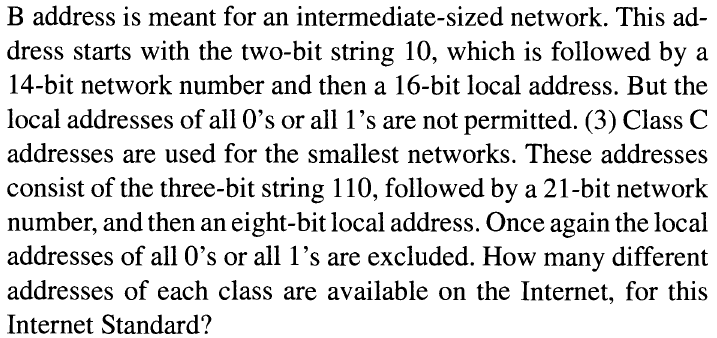 B address is meant for an intermediate-sized network. This ad-
dress starts with the two-bit string 10, which is followed by a
14-bit network number and then a 16-bit local address. But the
local addresses of all 0's or all 1's are not permitted. (3) Class C
addresses are used for the smallest networks. These addresses
consist of the three-bit string 110, followed by a 21-bit network
number, and then an eight-bit local address. Once again the local
addresses of all 0's or all 1's are excluded. How many different
addresses of each class are available on the Internet, for this
Internet Standard?